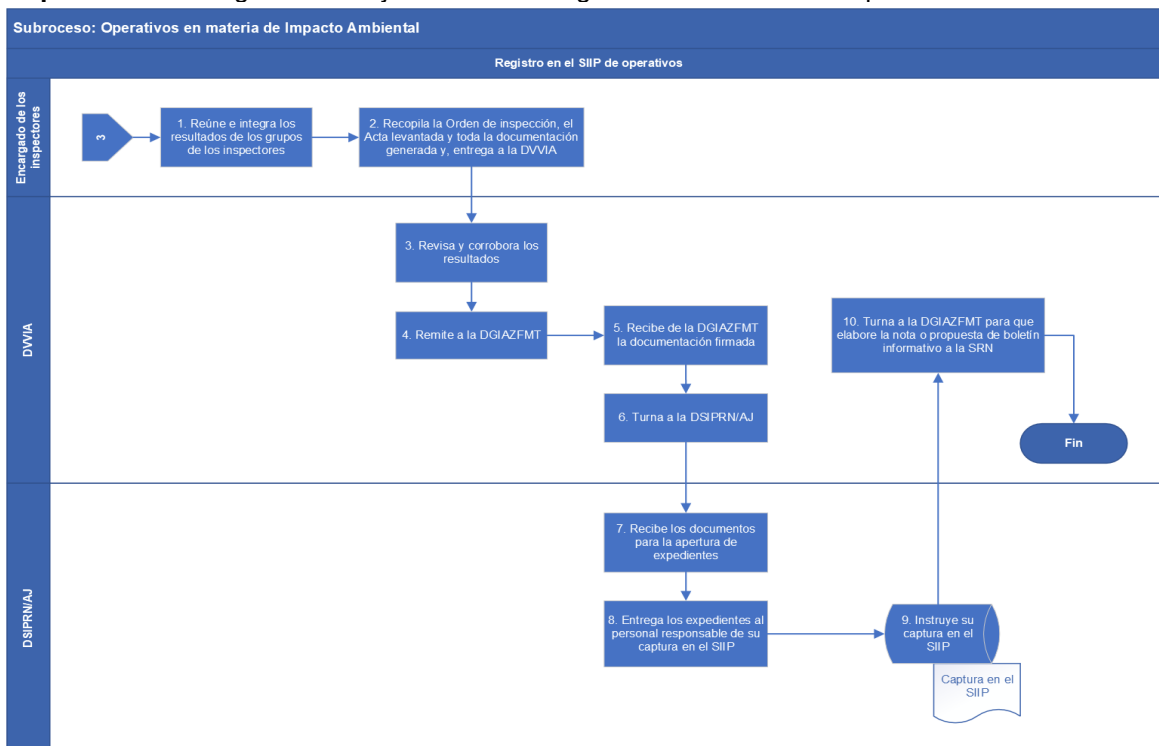 Subroceso: Operativos en materia de Impacto Ambiental
Registro en el SIIP de operativos
Encargado de los
inspectores
3
1. Reúne e integra los
resultados de los grupos
de los inspectores
2. Recopila la Orden de inspección, el
Acta levantada y toda la documentación
generada y, entrega a la DVVIA
DVVIA
3. Revisa y corrobora los
resultados
4. Remite a la DGIAZFMT
5. Recibe de la DGIAZFMT
la documentación firmada
6. Turna a la DSIPRN/AJ
10. Turna a la DGIAZFMT para que
elabore la nota o propuesta de boletín
informativo a la SRN
Fin
DSIPRN/AJ
7. Recibe los documentos
para la apertura de
expedientes
8. Entrega los expedientes al
personal responsable de su
captura en el SIIP
9. Instruye su
captura en el
SIIP
Captura en el
SIIP